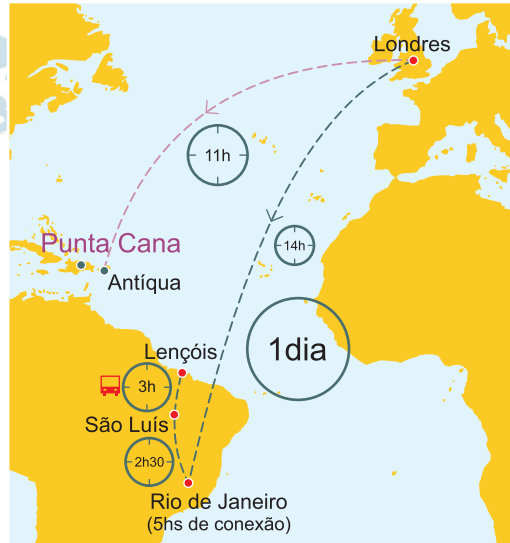 Londres
11h
Punta Cana
Antíqua
14h
1dia
Lençóis
3h
São Luís
2h30
Rio de Janeiro
(5hs de conexão)